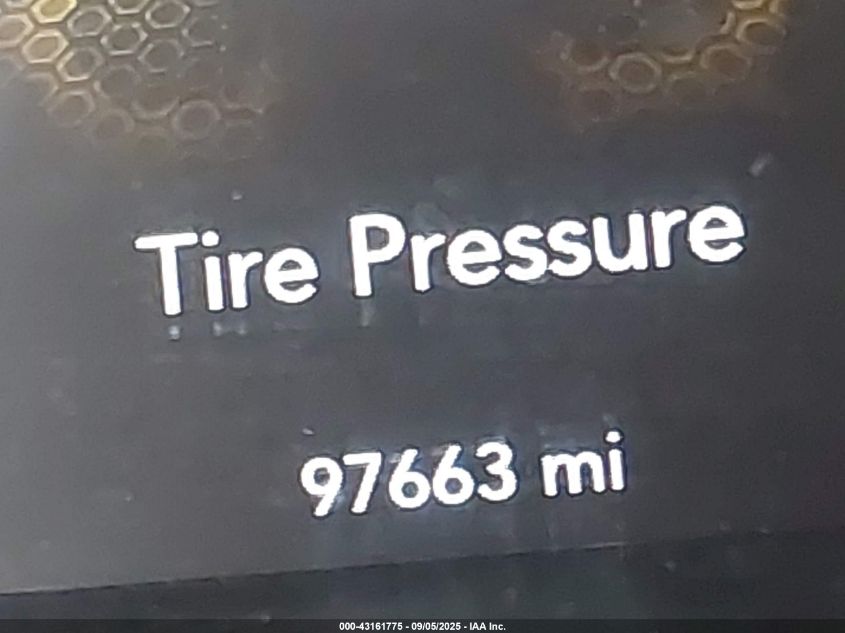 Tire Pressure
97663 mi
000-43161775 - 09/05/2025 - IAA Inc.